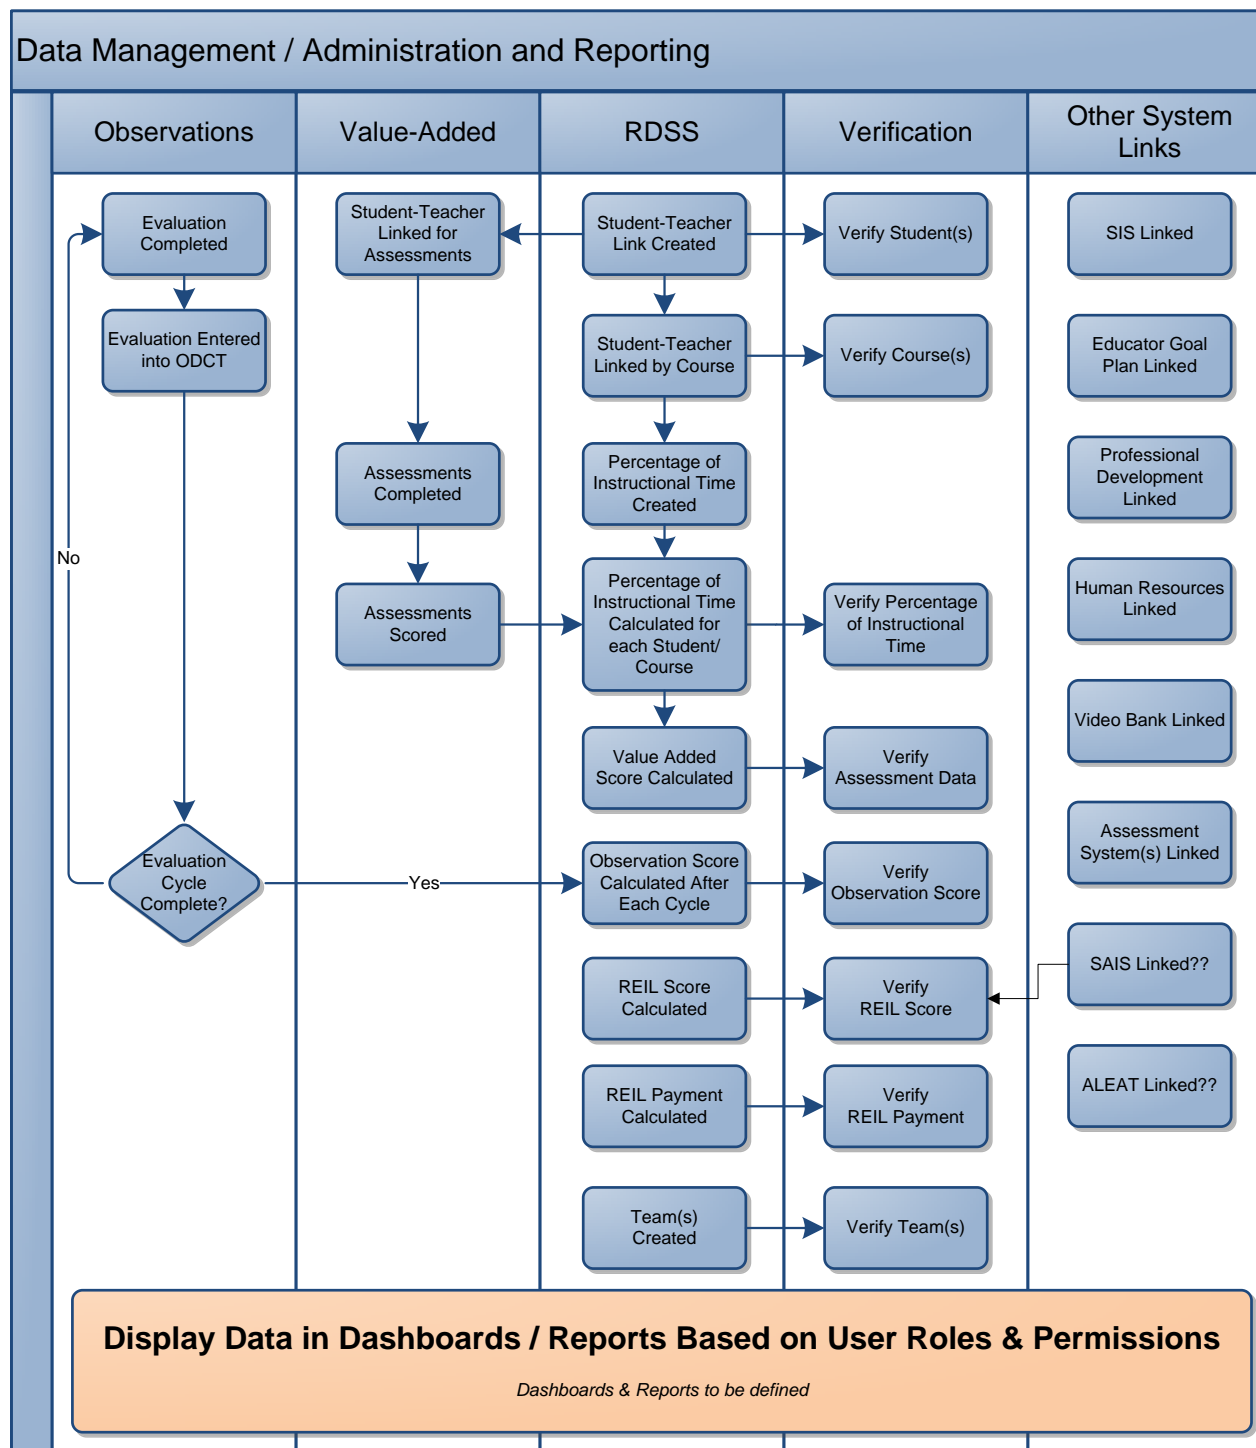 Data Management / Administration and Reporting
Observations
Value-Added
RDSS
Verification
Other System
Links
Evaluation
Completed
Student-Teacher
Linked for
Assessments
Student-Teacher
Link Created
Verify Student(s)
SIS Linked
Evaluation Entered
into ODCT
Student-Teacher
Linked by Course
Verify Course(s)
Educator Goal
Plan Linked
Assessments
Completed
Percentage of
Instructional Time
Created
Professional
Development
Linked
No
Assessments
Scored
Percentage of
Instructional Time
Calculated for
each Student/
Course
Verify Percentage
of Instructional
Time
Human Resources
Linked
Value Added
Score Calculated
Verify
Assessment Data
Video Bank Linked
Evaluation
Cycle
Complete?
Yes
Observation Score
Calculated After
Each Cycle
Verify
Observation Score
Assessment
System(s) Linked
REIL Score
Calculated
Verify
REIL Score
SAIS Linked??
REIL Payment
Calculated
Verify
REIL Payment
ALEAT Linked??
Team(s)
Created
Verify Team(s)
Display Data in Dashboards / Reports Based on User Roles & Permissions
Dashboards & Reports to be defined